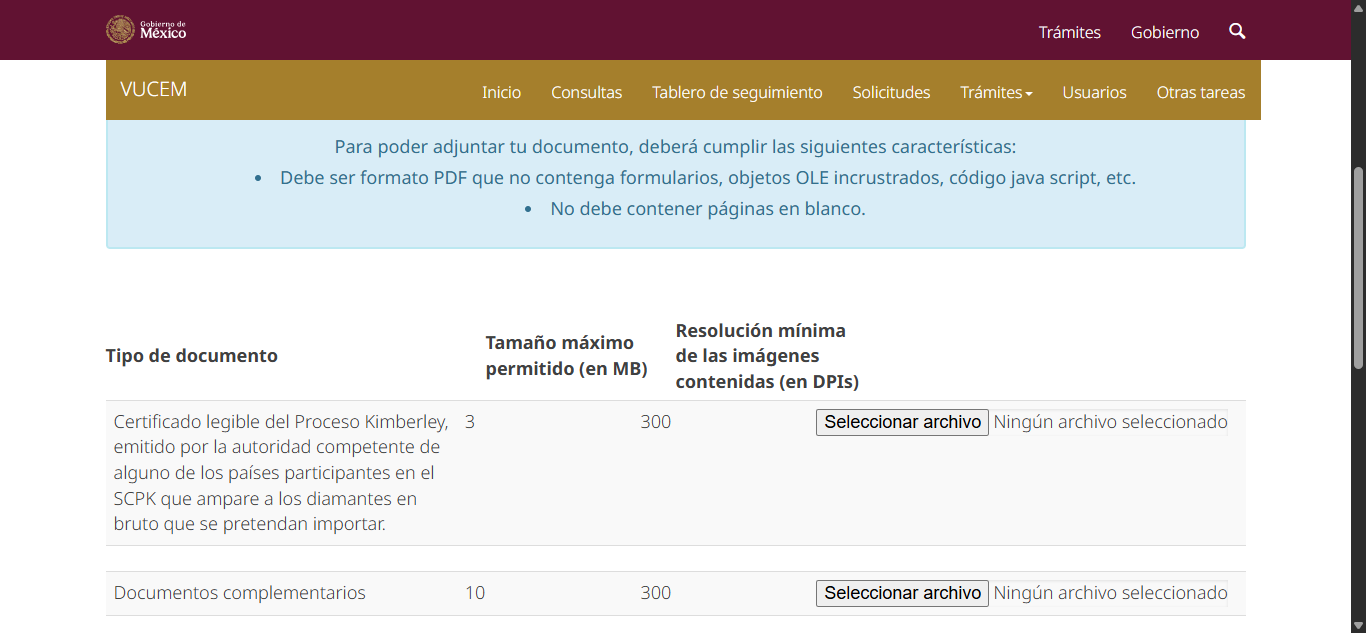 Gobierno de
México
Trámites
Gobierno
VUCEM
Inicio
Consultas
Tablero de seguimiento
Solicitudes
Trámites
Usuarios
Otras tareas
Para poder adjuntar tu documento, deberá cumplir las siguientes características:
• Debe ser formato PDF que no contenga formularios, objetos OLE incrustrados, código java script, etc.
• No debe contener páginas en blanco.
Tipo de documento
Tamaño máximo
permitido (en MB)
Resolución mínima
de las imágenes
contenidas (en DPIs)
Certificado legible del Proceso Kimberley,
emitido por la autoridad competente de
alguno de los países participantes en el
SCPK que ampare a los diamantes en
bruto que se pretendan importar.
3
300
Seleccionar archivo
Ningún archivo seleccionado
Documentos complementarios
10
300
Seleccionar archivo
Ningún archivo seleccionado